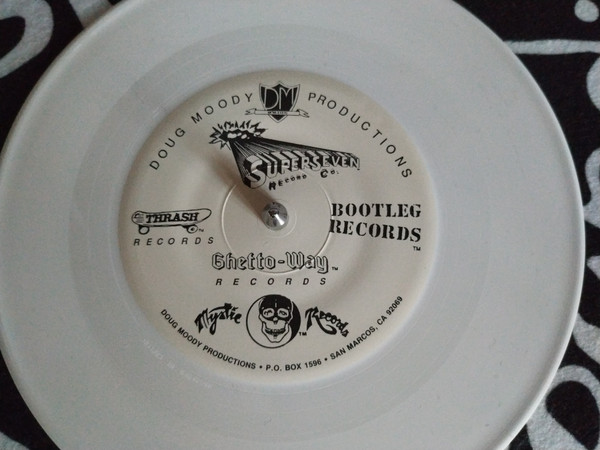 DOUG MOODY PRODUCTIONS
DM
SUPERSEVEN
RECORD CO.
THRASH
RECORDS
BOOTLEG
RECORDS
TM
Ghetto-Way TM
RECORDS
Mystic Records
TM
DOUG MOODY PRODUCTIONS • P.O. BOX 1596 • SAN MARCOS, CA 92069